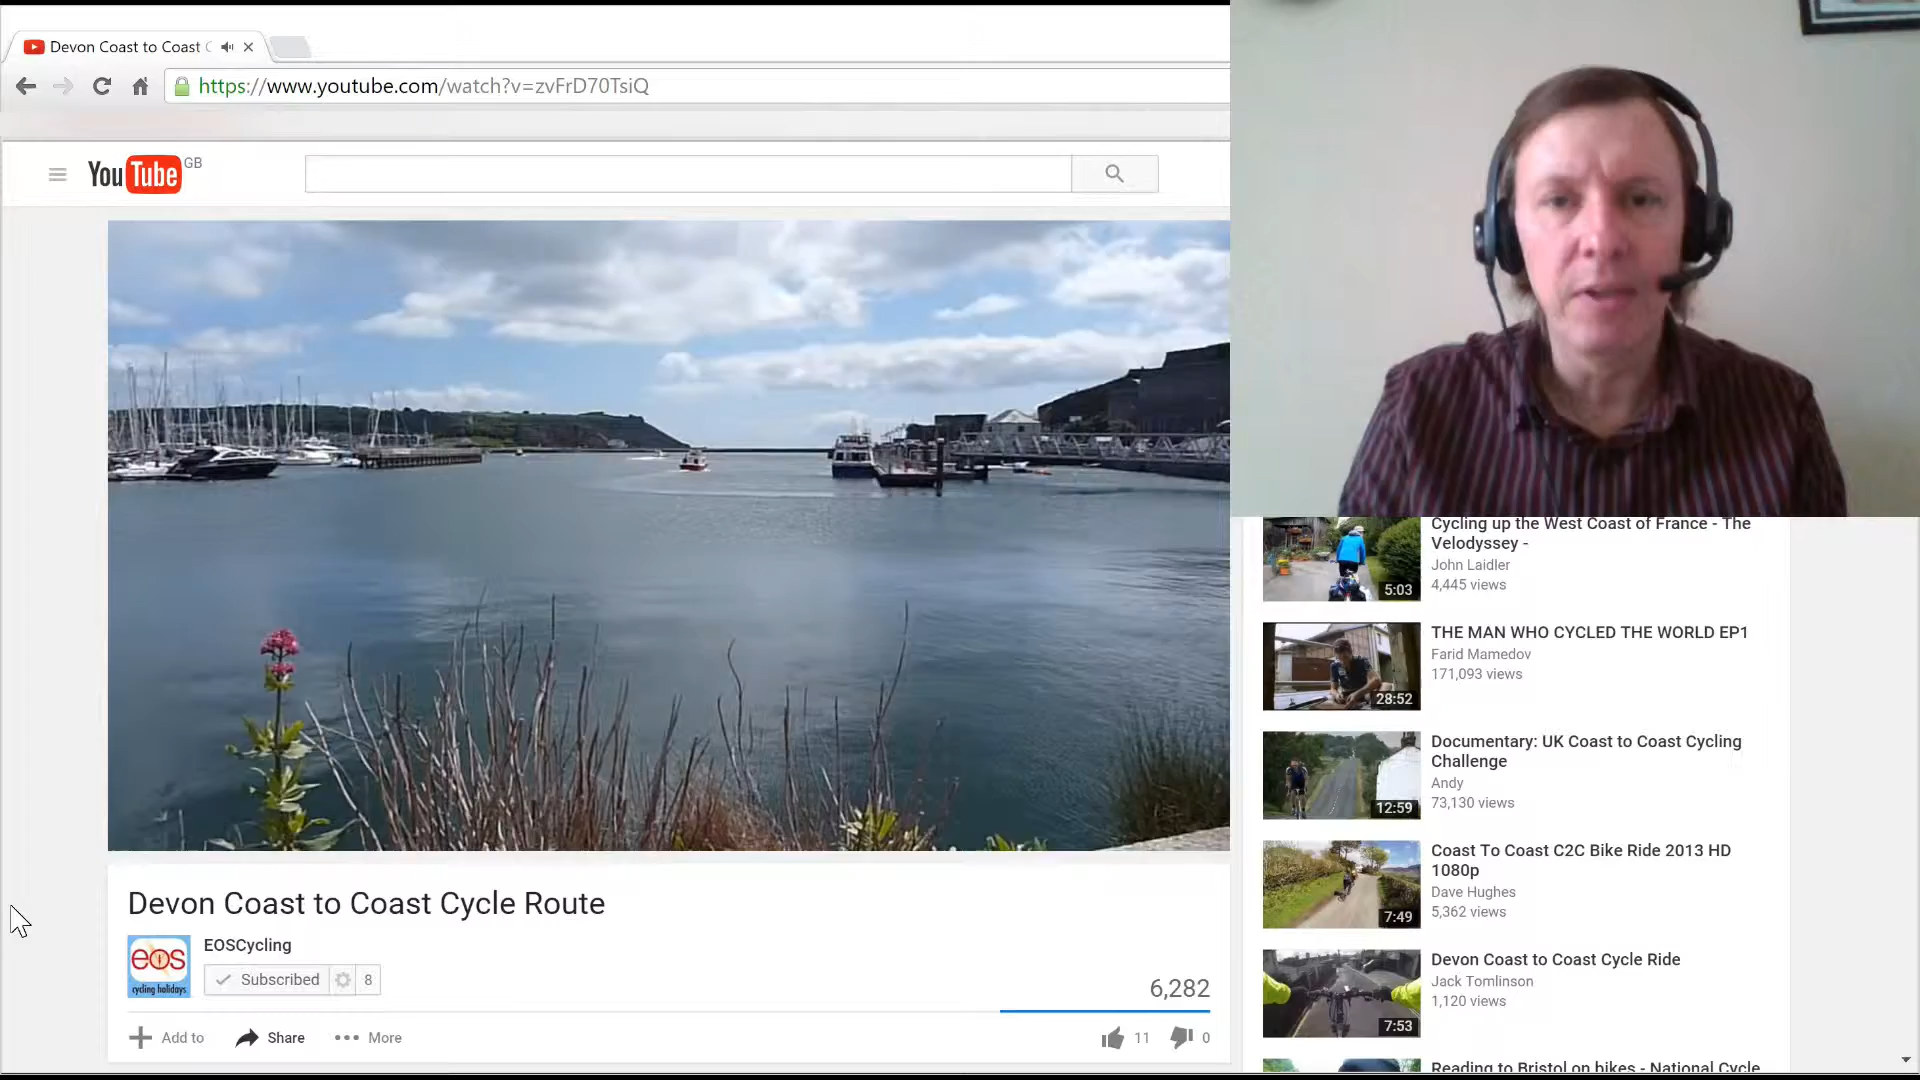 Devon Coast to Coast
https://www.youtube.com/watch?v=zvFrD70TsiQ
YouTube GB
Devon Coast to Coast Cycle Route
eos
cycling holidays
EOSCycling
Subscribed 8
6,282
Add to Share More
11 0
Cycling up the West Coast of France - The
Velodyssey -
John Laidler
4,445 views
5:03
THE MAN WHO CYCLED THE WORLD EP1
Farid Mamedov
171,093 views
28:52
Documentary: UK Coast to Coast Cycling
Challenge
Andy
73,130 views
12:59
Coast To Coast C2C Bike Ride 2013 HD
1080p
Dave Hughes
5,362 views
7:49
Devon Coast to Coast Cycle Ride
Jack Tomlinson
1,120 views
7:53
Reading to Bristol on bikes - National Cycle